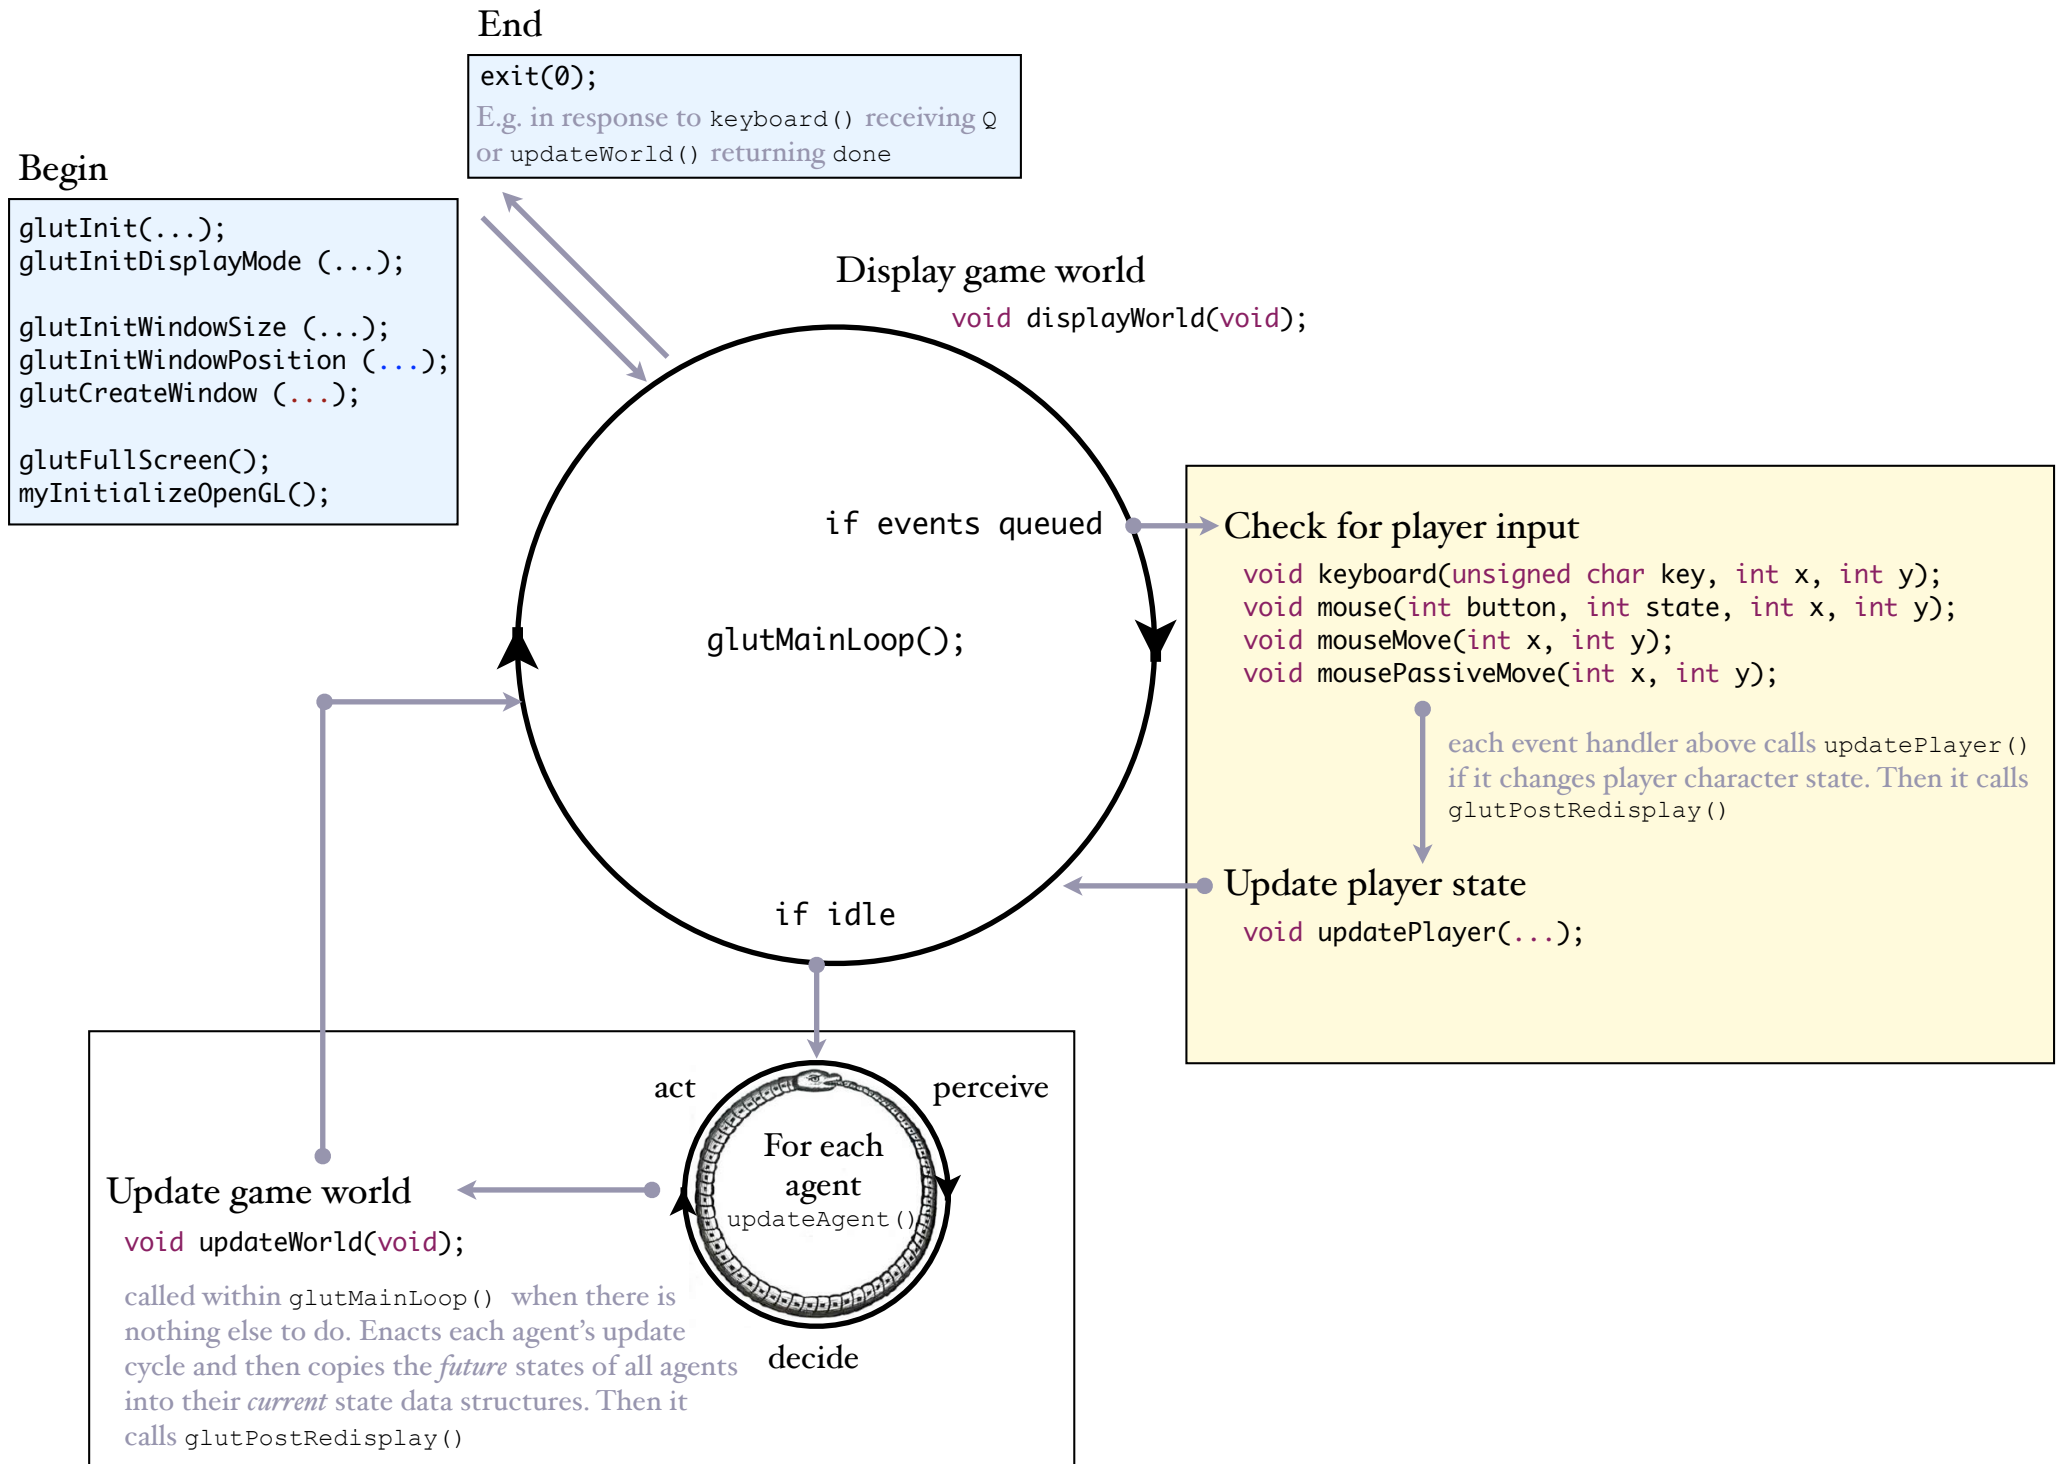 End
exit(0);
E.g. in response to keyboard() receiving Q
or updateWorld() returning done
Begin
glutInit(...);
glutInitDisplayMode (...);
glutInitWindowSize (...);
glutInitWindowPosition (...);
glutCreateWindow (...);
glutFullScreen();
myInitializeOpenGL();
Display game world
void displayWorld(void);
if events queued
glutMainLoop();
if idle
Check for player input
void keyboard(unsigned char key, int x, int y);
void mouse(int button, int state, int x, int y);
void mouseMove(int x, int y);
void mousePassiveMove(int x, int y);
each event handler above calls updatePlayer()
if it changes player character state. Then it calls
glutPostRedisplay()
Update player state
void updatePlayer(...);
act
perceive
For each
agent
updateAgent()
decide
Update game world
void updateWorld(void);
called within glutMainLoop() when there is
nothing else to do. Enacts each agent's update
cycle and then copies the future states of all agents
into their current state data structures. Then it
calls glutPostRedisplay()